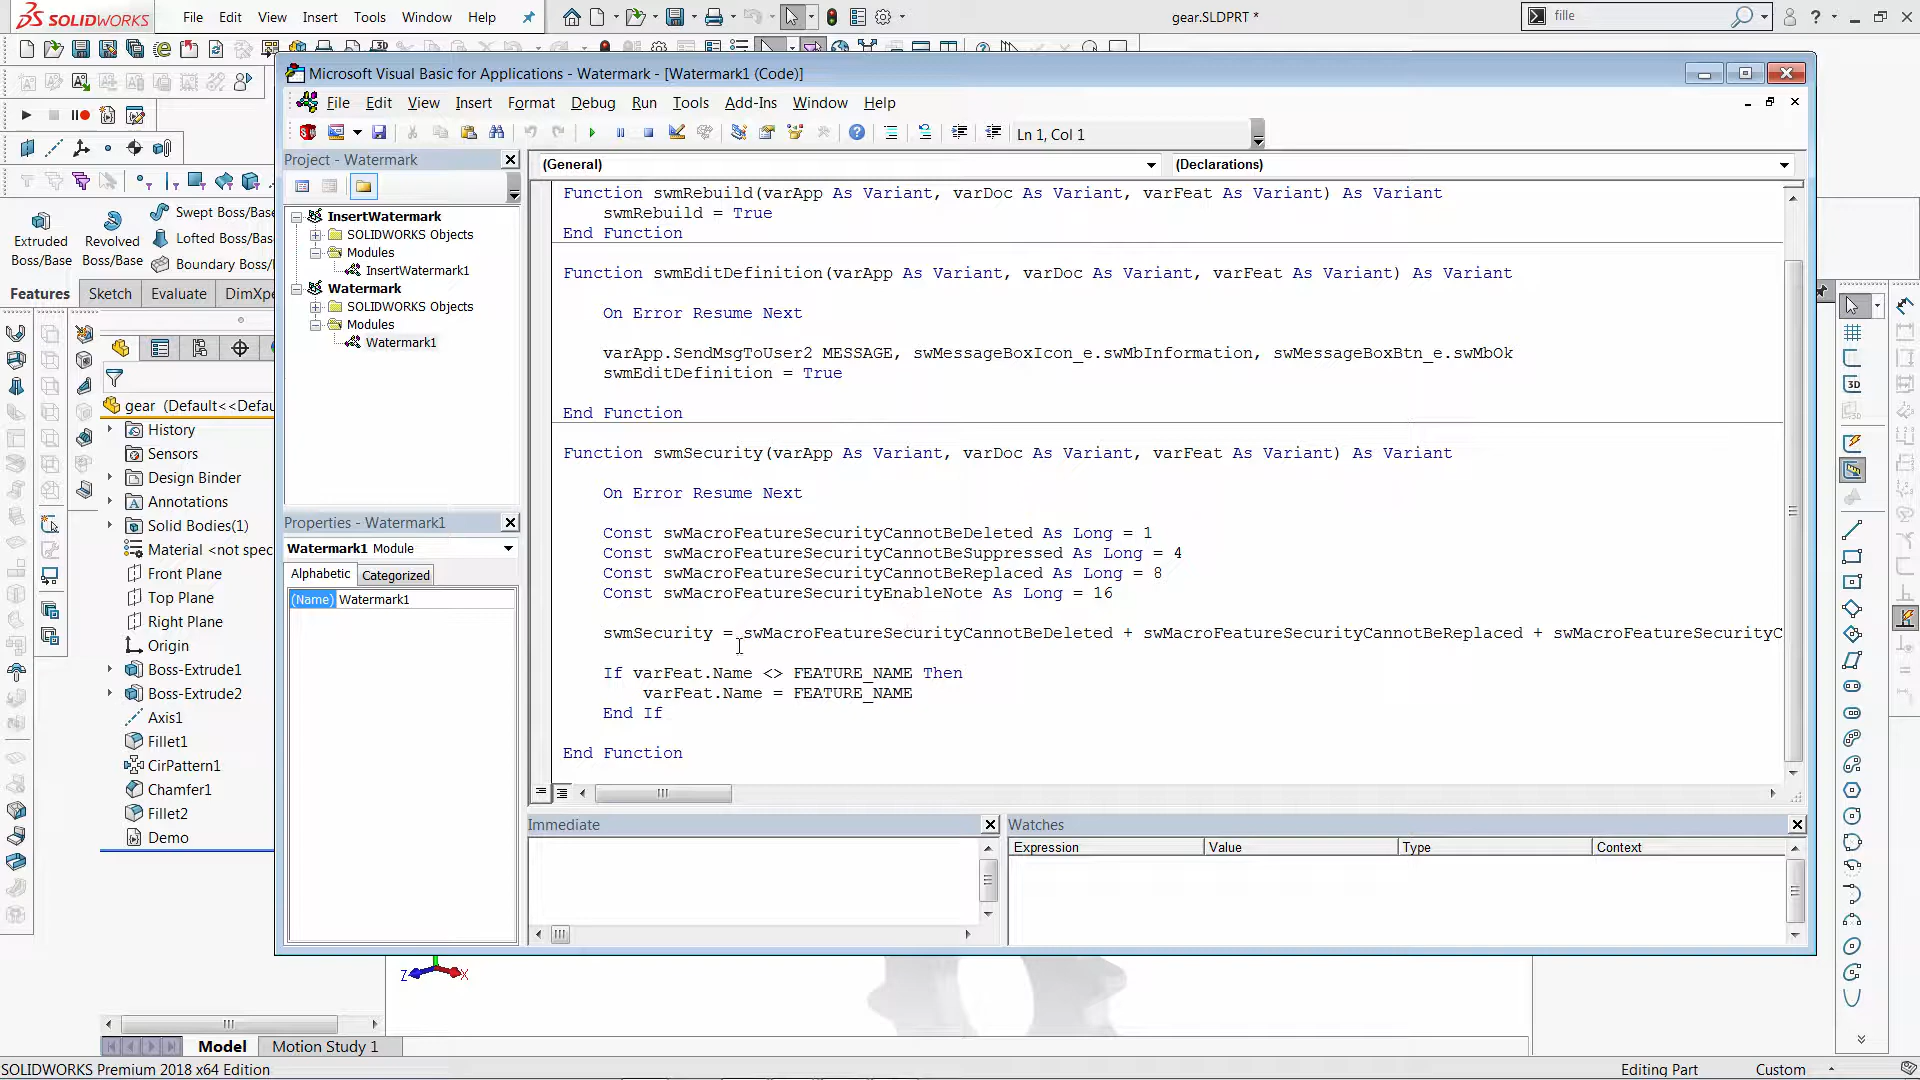 SOLIDWORKS
File Edit View Insert Tools Window Help
gear.SLDPRT *
fille
Microsoft Visual Basic for Applications - Watermark - [Watermark1 (Code)]
File Edit View Insert Format Debug Run Tools Add-Ins Window Help
Ln 1, Col 1
Project - Watermark
InsertWatermark
SOLIDWORKS Objects
Modules
InsertWatermark1
Watermark
SOLIDWORKS Objects
Modules
Watermark1
Properties - Watermark1
Watermark1 Module
Alphabetic Categorized
(Name) Watermark1
(General) (Declarations)
Function swmRebuild(varApp As Variant, varDoc As Variant, varFeat As Variant) As Variant
swmRebuild = True
End Function
Function swmEditDefinition(varApp As Variant, varDoc As Variant, varFeat As Variant) As Variant
On Error Resume Next
varApp.SendMsgToUser2 MESSAGE, swMessageBoxIcon_e.swMbInformation, swMessageBoxBtn_e.swMbOk
swmEditDefinition = True
End Function
Function swmSecurity(varApp As Variant, varDoc As Variant, varFeat As Variant) As Variant
On Error Resume Next
Const swMacroFeatureSecurityCannotBeDeleted As Long = 1
Const swMacroFeatureSecurityCannotBeSuppressed As Long = 4
Const swMacroFeatureSecurityCannotBeReplaced As Long = 8
Const swMacroFeatureSecurityEnableNote As Long = 16
swmSecurity = swMacroFeatureSecurityCannotBeDeleted + swMacroFeatureSecurityCannotBeReplaced + swMacroFeatureSecurityC
If varFeat.Name <> FEATURE_NAME Then
varFeat.Name = FEATURE_NAME
End If
End Function
Immediate
Watches
Expression Value Type Context
Extruded Boss/Base
Revolved Boss/Base
Swept Boss/Base
Lofted Boss/Base
Boundary Bos
Features Sketch Evaluate DimXpe
gear (Default<<Defau
History
Sensors
Design Binder
Annotations
Solid Bodies(1)
Material <not spec
Front Plane
Top Plane
Right Plane
Origin
Boss-Extrude1
Boss-Extrude2
Axis1
Fillet1
CirPattern1
Chamfer1
Fillet2
Demo
3D
Z X
Model Motion Study 1
SOLIDWORKS Premium 2018 x64 Edition
Editing Part
Custom